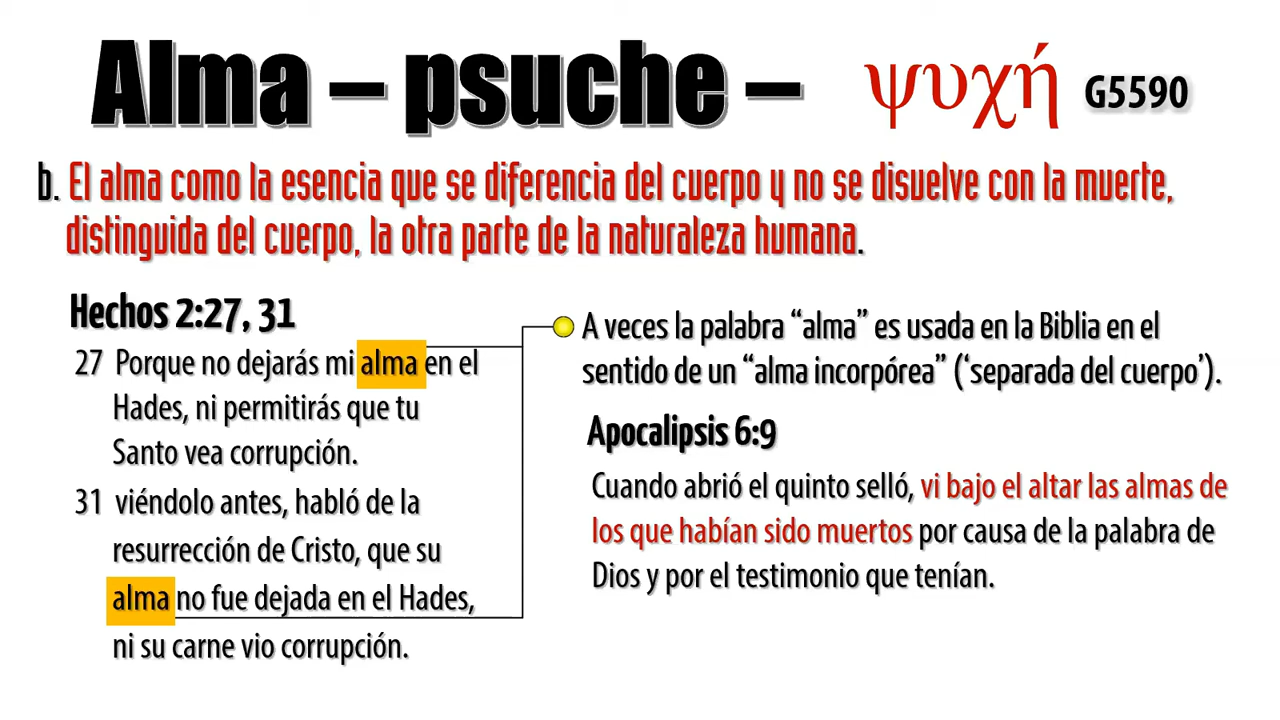 Alma – psuche – ψυχή G5590
b. El alma como la esencia que se diferencia del cuerpo y no se disuelve con la muerte,
distinguida del cuerpo, la otra parte de la naturaleza humana.
Hechos 2:27, 31
27 Porque no dejarás mi alma en el
Hades, ni permitirás que tu
Santo vea corrupción.
31 viéndolo antes, habló de la
resurrección de Cristo, que su
alma no fue dejada en el Hades,
ni su carne vio corrupción.
A veces la palabra “alma” es usada en la Biblia en el
sentido de un “alma incorpórea” (‘separada del cuerpo’).
Apocalipsis 6:9
Cuando abrió el quinto selló, vi bajo el altar las almas de
los que habían sido muertos por causa de la palabra de
Dios y por el testimonio que tenían.